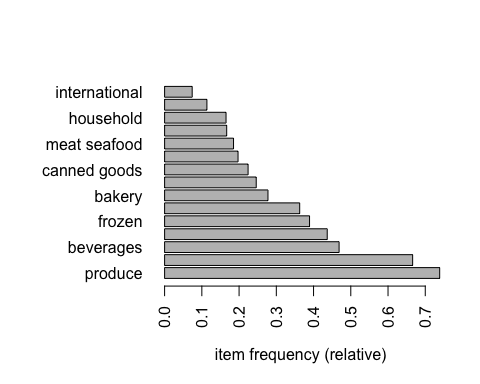 international
household
meat seafood
canned goods
bakery
frozen
beverages
produce
0.0 0.1 0.2 0.3 0.4 0.5 0.6 0.7
item frequency (relative)